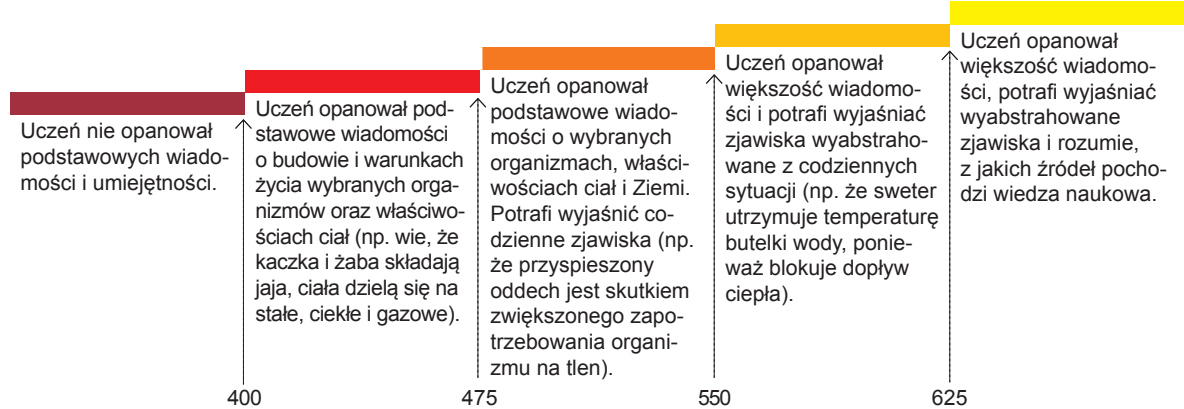 Uczeń nie opanował
podstawowych wiado-
mości i umiejętności.
Uczeń opanował pod-
stawowe wiadomości
o budowie i warunkach
życia wybranych orga-
nizmów oraz właściwo-
ściach ciał (np. wie, że
kaczka i żaba składają
jaja, ciała dzielą się na
stałe, ciekłe i gazowe).
Uczeń opanował
podstawowe wiado-
mości o wybranych
organizmach, właści-
wościach ciał i Ziemi.
Potrafi wyjaśnić co-
dzienne zjawiska (np.
że przyspieszony
oddech jest skutkiem
zwiększonego zapo-
trzebowania organi-
zmu na tlen).
Uczeń opanował
większość wiadomo-
ści i potrafi wyjaśniać
zjawiska wyabstraho-
wane z codziennych
sytuacji (np. że sweter
utrzymuje temperaturę
butelki wody, ponie-
waż blokuje dopływ
ciepła).
Uczeń opanował
większość wiadomo-
ści, potrafi wyjaśniać
wyabstrahowane
zjawiska i rozumie,
z jakich źródeł pocho-
dzi wiedza naukowa.
400
475
550
625